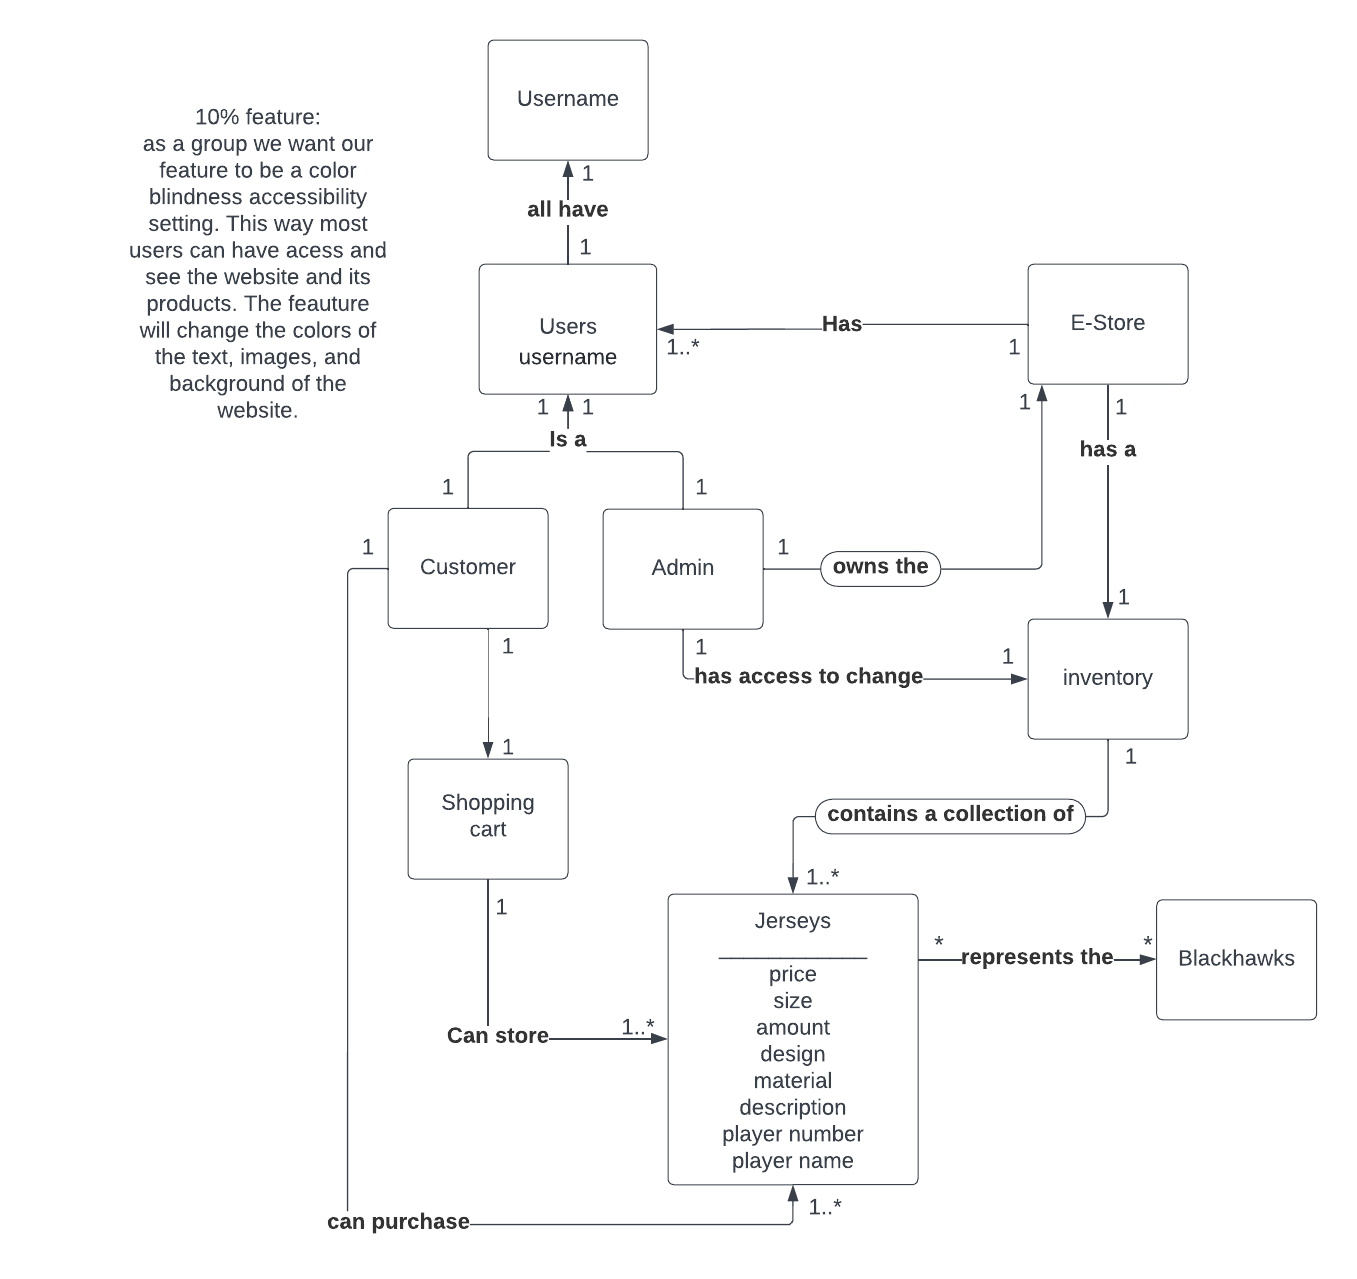 Username
1
all have
1
10% feature:
as a group we want our
feature to be a color
blindness accessibility
setting. This way most
users can have acess and
see the website and its
products. The feauture
will change the colors of
the text, images, and
background of the
website.
Users
username
1..*
Has
1
E-Store
1 1
Is a
1
1
1
1
has a
1
Customer
1
Admin
1
owns the
1
1
1
has access to change
1
inventory
1
1
Shopping
cart
1
contains a collection of
1..*
Jerseys
price
size
amount
design
material
description
player number
player name
*
represents the
*
Blackhawks
1
Can store
1..*
can purchase
1..*